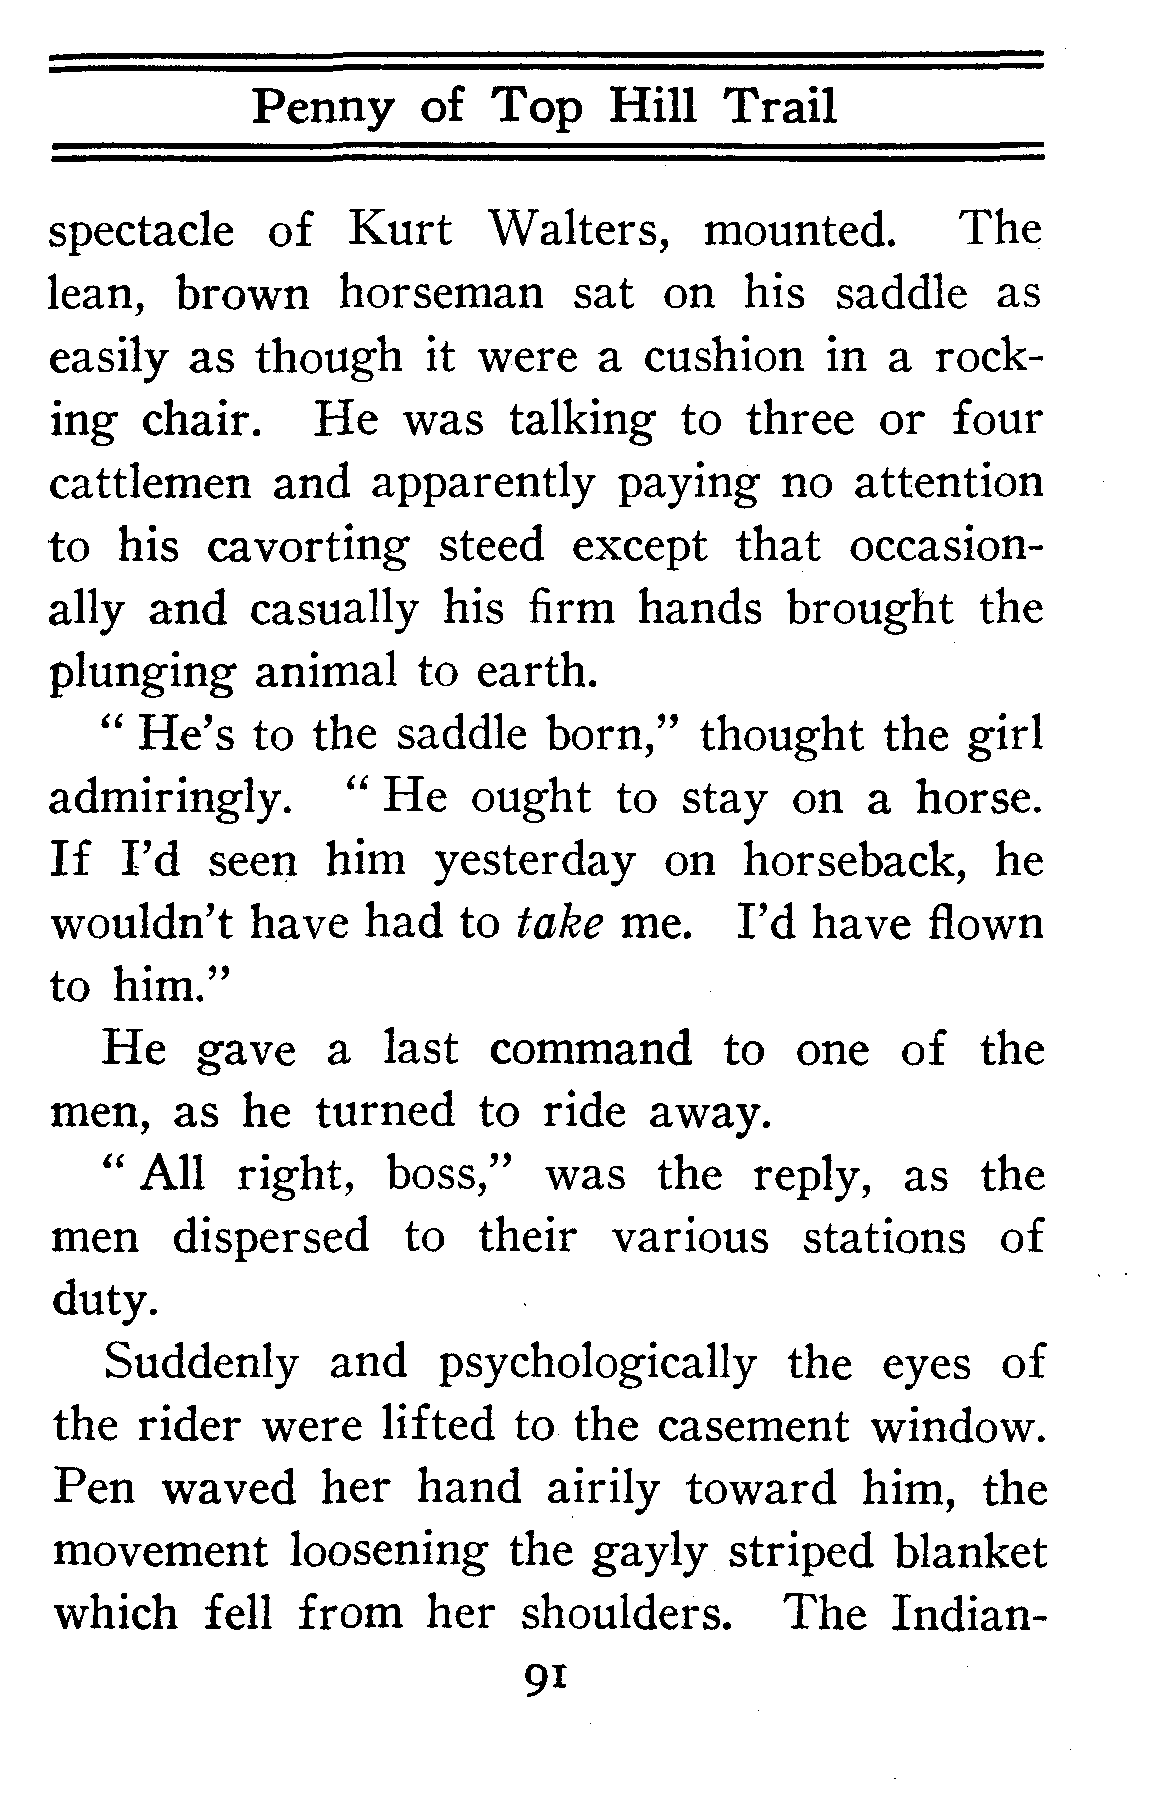 Penny of Top Hill Trail
spectacle of Kurt Walters, mounted. The
lean, brown horseman sat on his saddle as
easily as though it were a cushion in a rock-
ing chair. He was talking to three or four
cattlemen and apparently paying no attention
to his cavorting steed except that occasion-
ally and casually his firm hands brought the
plunging animal to earth.
“ He’s to the saddle born,” thought the girl
admiringly. “ He ought to stay on a horse.
If I’d seen him yesterday on horseback, he
wouldn’t have had to take me. I’d have flown
to him.”
He gave a last command to one of the
men, as he turned to ride away.
“ All right, boss,” was the reply, as the
men dispersed to their various stations of
duty.
Suddenly and psychologically the eyes of
the rider were lifted to the casement window.
Pen waved her hand airily toward him, the
movement loosening the gayly striped blanket
which fell from her shoulders. The Indian-
91